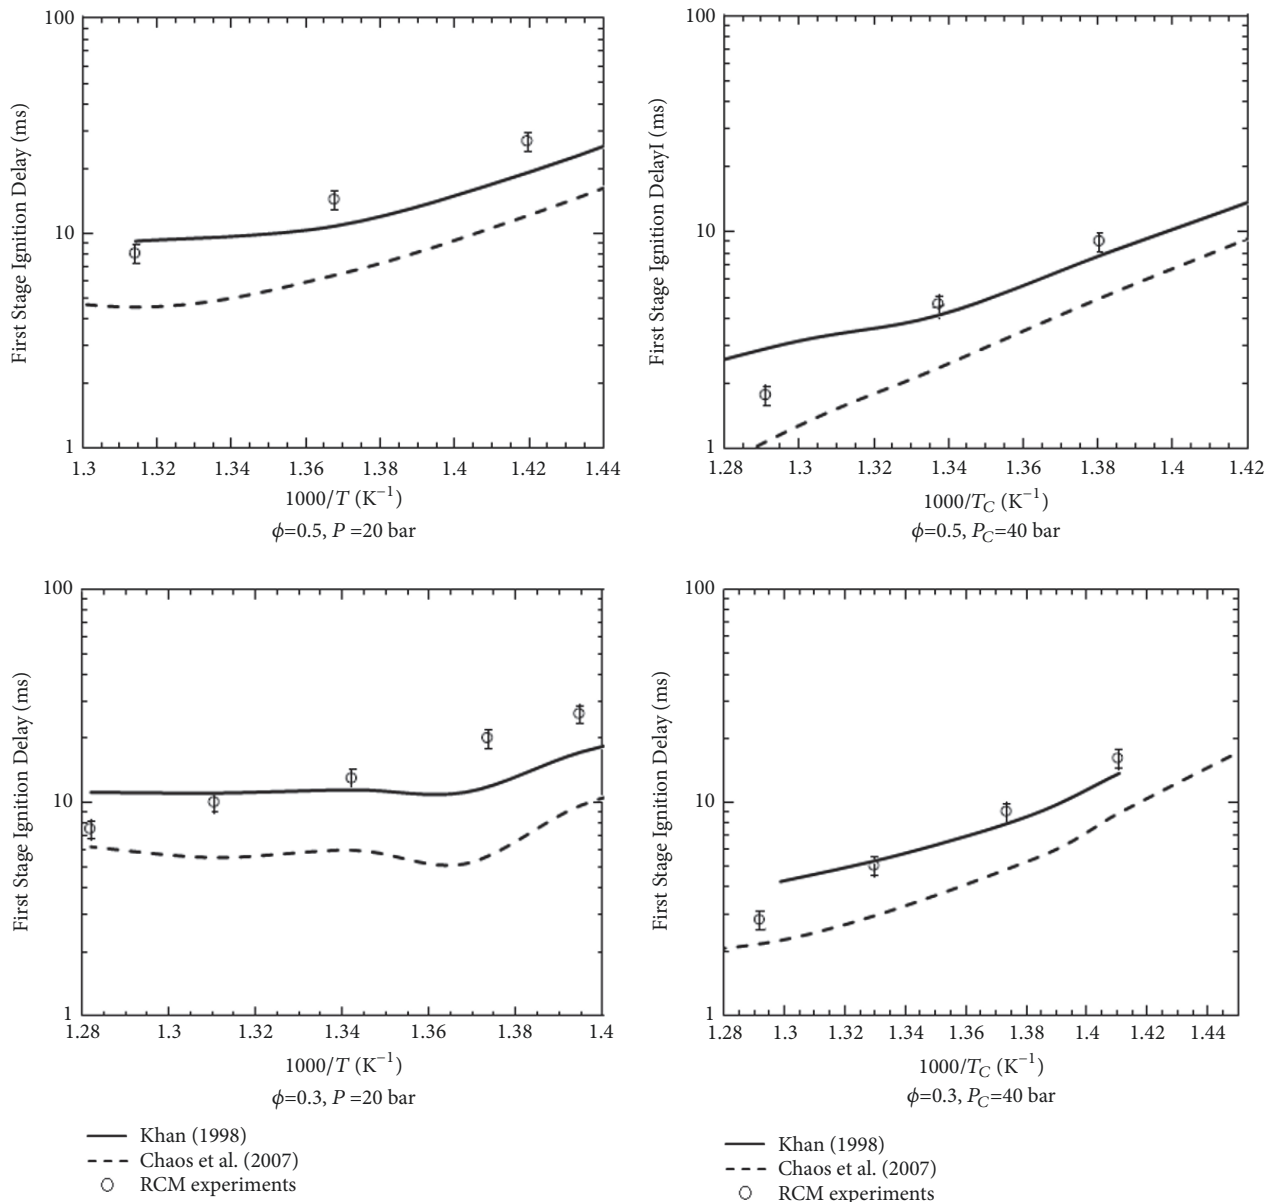 100
10
1
First Stage Ignition Delay (ms)
1.3 1.32 1.34 1.36 1.38 1.4 1.42 1.44
1000/T (K⁻¹)
ϕ=0.5, P =20 bar
100
10
1
First Stage Ignition DelayI (ms)
1.28 1.3 1.32 1.34 1.36 1.38 1.4 1.42
1000/T_C (K⁻¹)
ϕ=0.5, P_C=40 bar
100
10
1
First Stage Ignition Delay (ms)
1.28 1.3 1.32 1.34 1.36 1.38 1.4
1000/T (K⁻¹)
ϕ=0.3, P =20 bar
Khan (1998)
Chaos et al. (2007)
RCM experiments
100
10
1
First Stage Ignition Delay (ms)
1.28 1.3 1.32 1.34 1.36 1.38 1.4 1.42 1.44
1000/T_C (K⁻¹)
ϕ=0.3, P_C=40 bar
Khan (1998)
Chaos et al. (2007)
RCM experiments